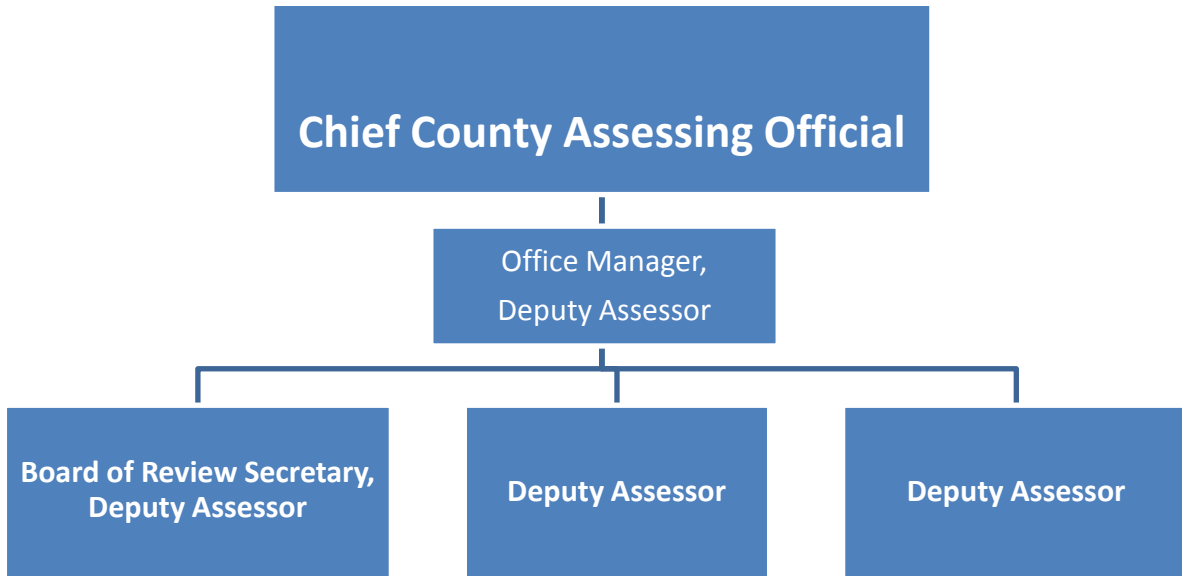 Chief County Assessing Official
Office Manager,
Deputy Assessor
Board of Review Secretary,
Deputy Assessor
Deputy Assessor
Deputy Assessor